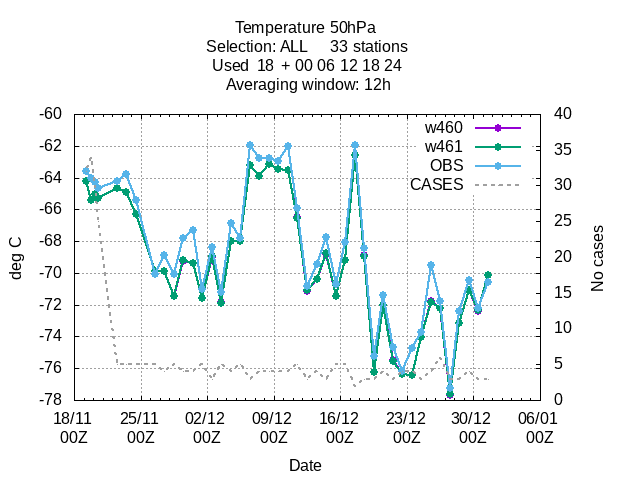 Temperature 50hPa
Selection: ALL 33 stations
Used 18 + 00 06 12 18 24
Averaging window: 12h
-60
-62
-64
-66
-68
-70
-72
-74
-76
-78
deg C
40
35
30
25
20
15
10
5
0
No cases
w460
w461
OBS
CASES
18/11 25/11 02/12 09/12 16/12 23/12 30/12 06/01
00Z 00Z 00Z 00Z 00Z 00Z 00Z 00Z
Date